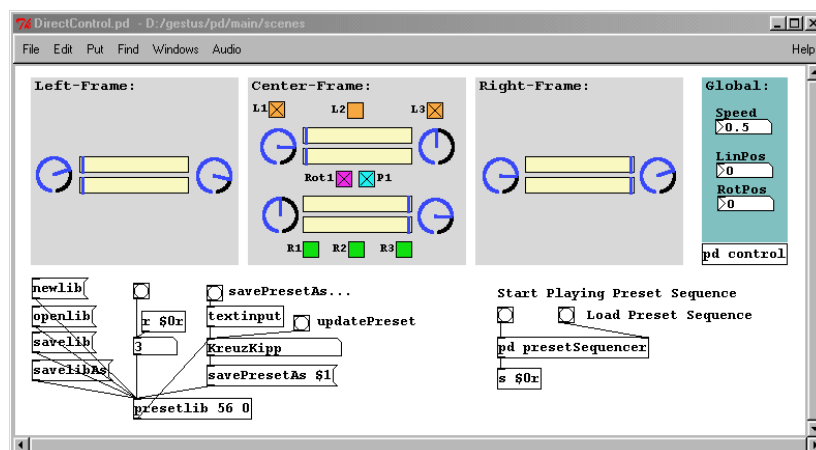 DirectControl.pd - D:/gestus/pd/main/scenes
File Edit Put Find Windows Audio Help
Left-Frame:
Center-Frame:
Right-Frame:
Global:
L1 L2 L3
Speed
0.5
LinPos
0
Rot1 P1
RotPos
0
R1 R2 R3
pd control
newlib
savePresetAs...
Start Playing Preset Sequence
openlib
r $0r
textinput
updatePreset
Load Preset Sequence
savelib
3
KreuzKipp
pd presetSequencer
savelibAs
savePresetAs $1
s $0r
presetlib 56 0